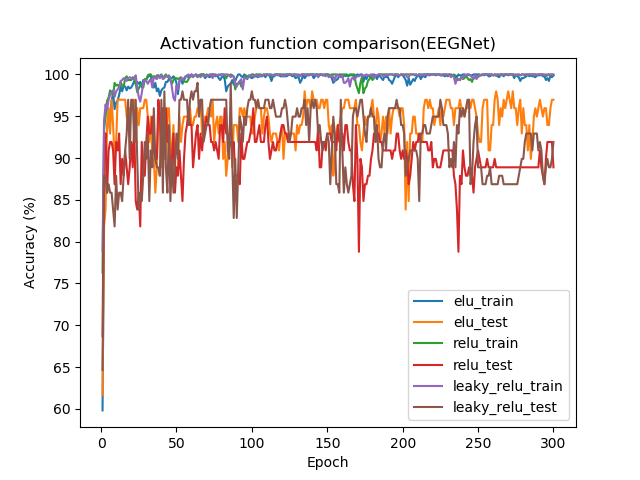 Activation function comparison(EEGNet)
Accuracy (%)
100
95
90
85
80
75
70
65
60
0 50 100 150 200 250 300
Epoch
elu_train
elu_test
relu_train
relu_test
leaky_relu_train
leaky_relu_test